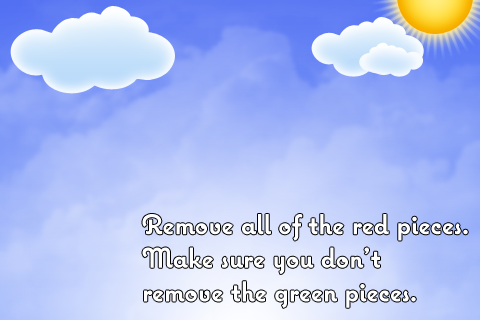 Remove all of the red pieces.
Make sure you don't
remove the green pieces.